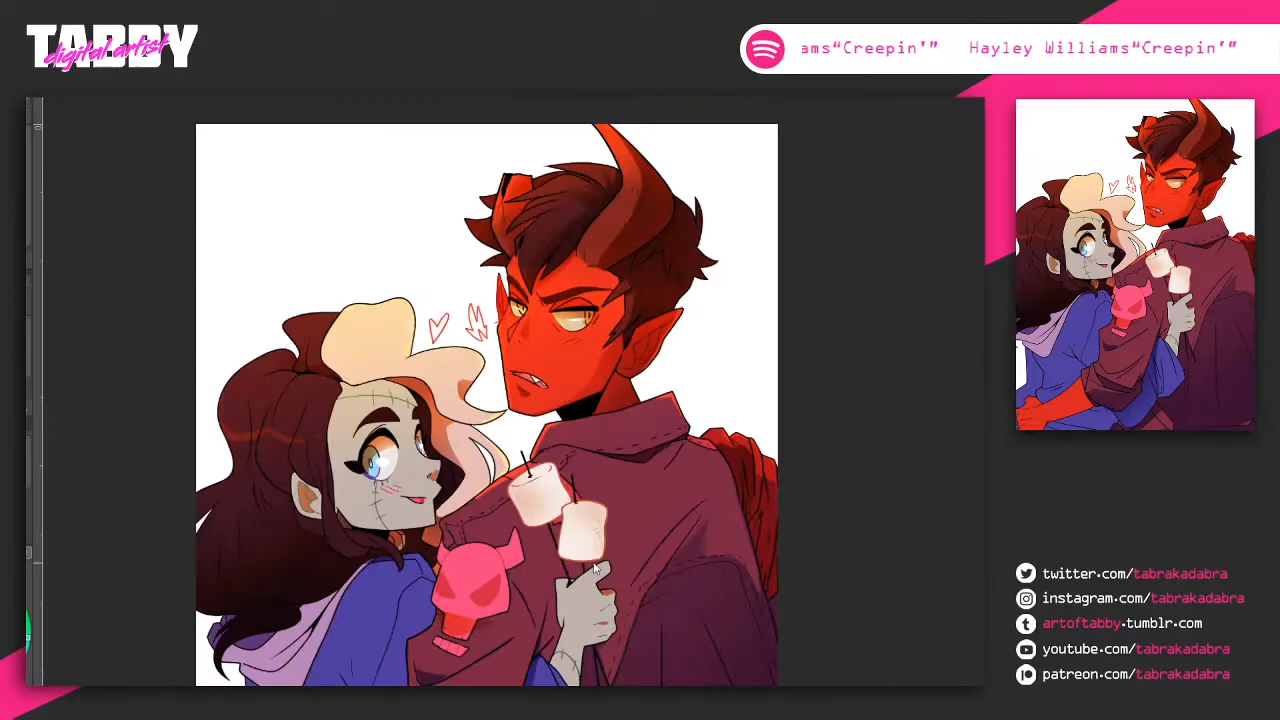 TABBY
digital artist
ams“Creepin'” Hayley Williams“Creepin'”
twitter.com/tabrakadabra
instagram.com/tabrakadabra
artoftabby.tumblr.com
youtube.com/tabrakadabra
patreon.com/tabrakadabra